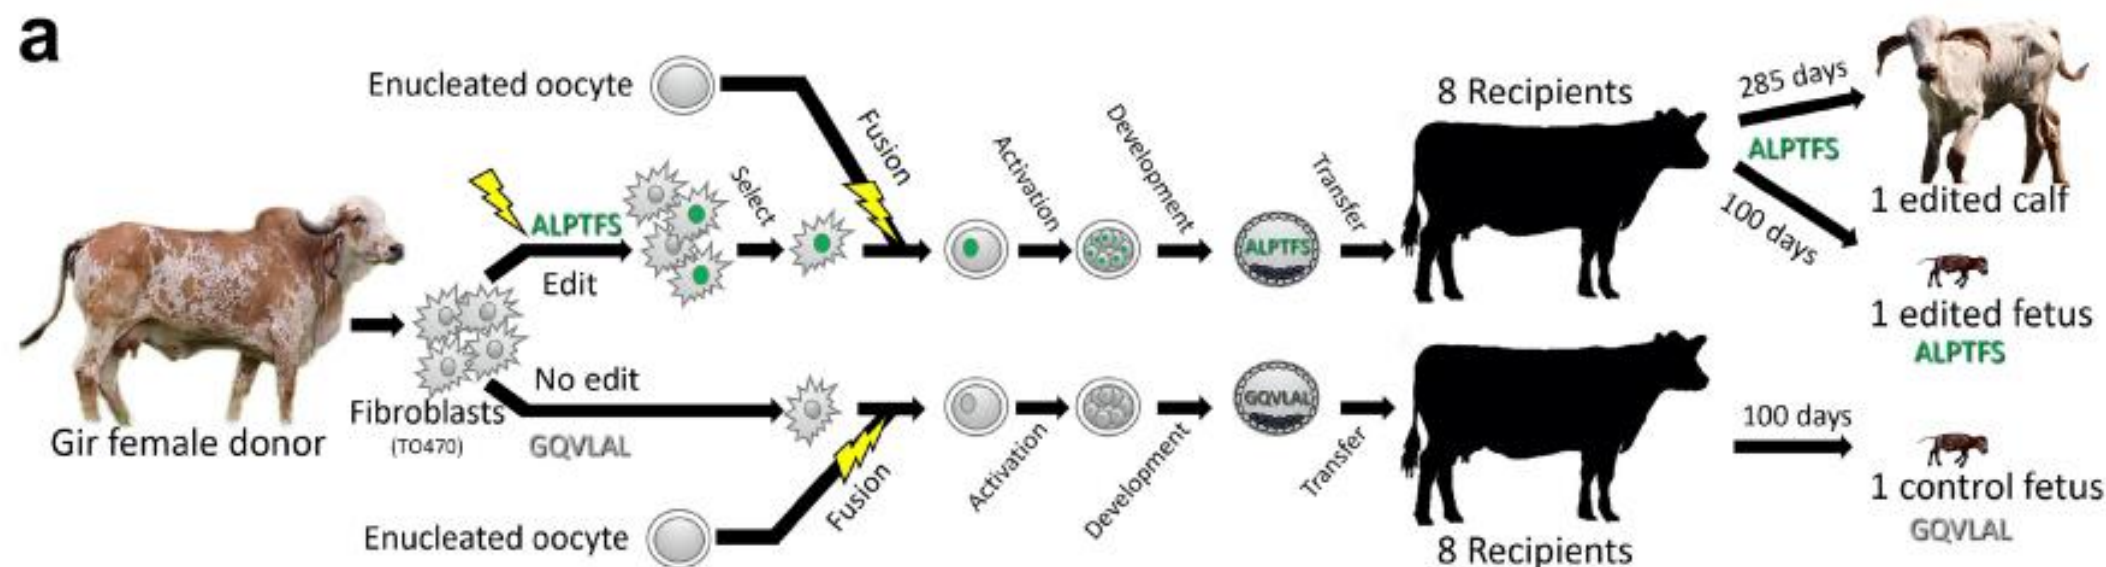 a
Enucleated oocyte
Fusion
ALPTFS
Edit
Select
Activation
Development
ALPTFS
Transfer
8 Recipients
285 days
ALPTFS
100 days
1 edited calf
1 edited fetus
ALPTFS
Gir female donor
Fibroblasts
(TO470)
No edit
GQVLAL
Enucleated oocyte
Fusion
Activation
Development
GQVLAL
Transfer
8 Recipients
100 days
1 control fetus
GQVLAL